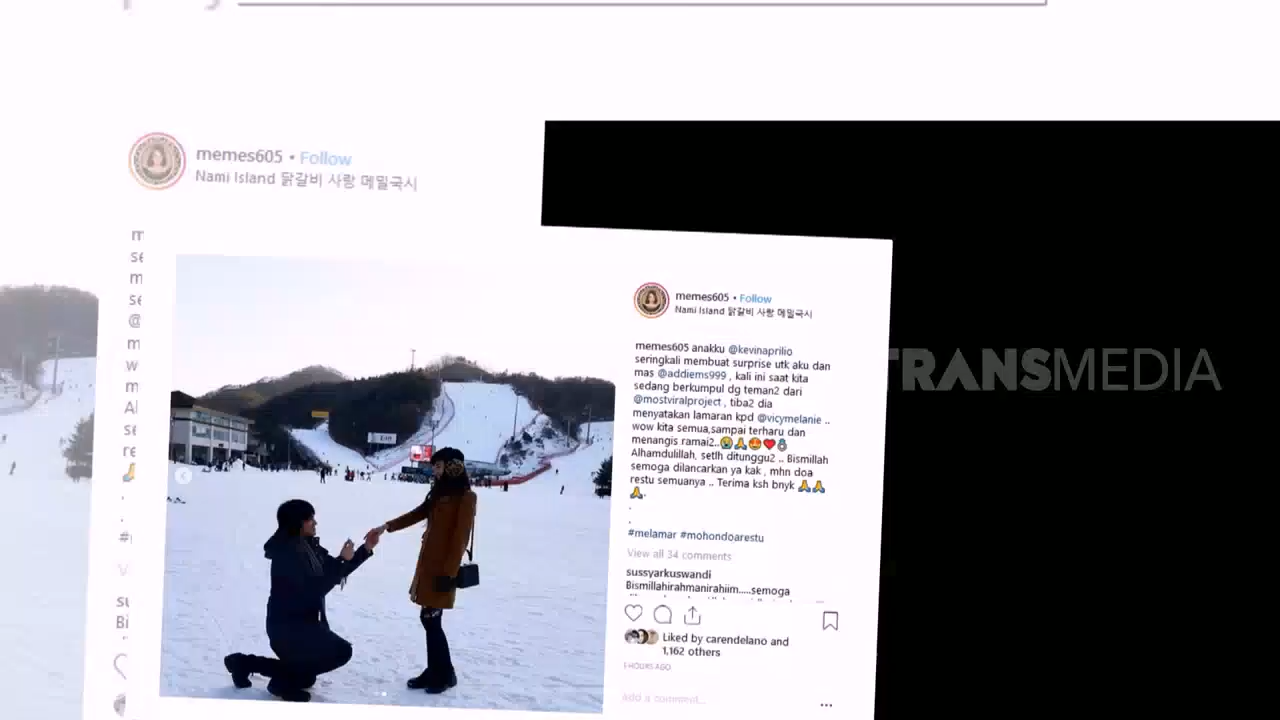 memes605 • Follow
Nami Island 닭갈비 사랑 메밀국시
memes605 • Follow
Nami Island 닭갈비 사랑 메밀국시
memes605 anakku @kevinaprilio
seringkali membuat surprise utk aku dan
mas @addiems999 , kali ini saat kita
sedang berkumpul dg teman2 dari
@mostviralproject , tiba2 dia
menyatakan lamaran kpd @vicymelanie ..
wow kita semua,sampai terharu dan
menangis ramai2..😭🙏😍❤️💍
Alhamdulillah, setlh ditunggu2 .. Bismillah
semoga dilancarkan ya kak , mhn doa
restu semuanya .. Terima ksh bnyk 🙏🙏
🙏.
.
.
#melamar #mohondoarestu
View all 34 comments
sussyarkuswandi
Bismillahirahmanirahiim.....semoga
Liked by carendelano and
1,162 others
Add a comment...
TRANSMEDIA